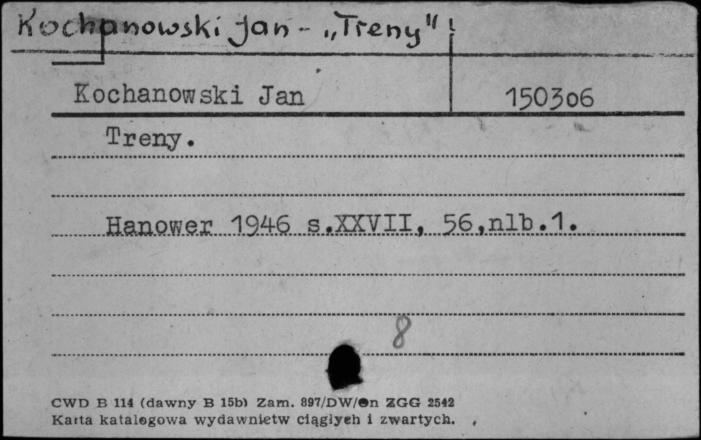 Kochanowski Jan - „Treny"!
Kochanowski Jan 150306
Treny.
Hanower 1946 s.XXVII, 56,nlb.1.
8
CWD B 114 (dawny B 15b) Zam. 897/DW/on ZGG 2542
Karta katalogowa wydawnictw ciągłych i zwartych.